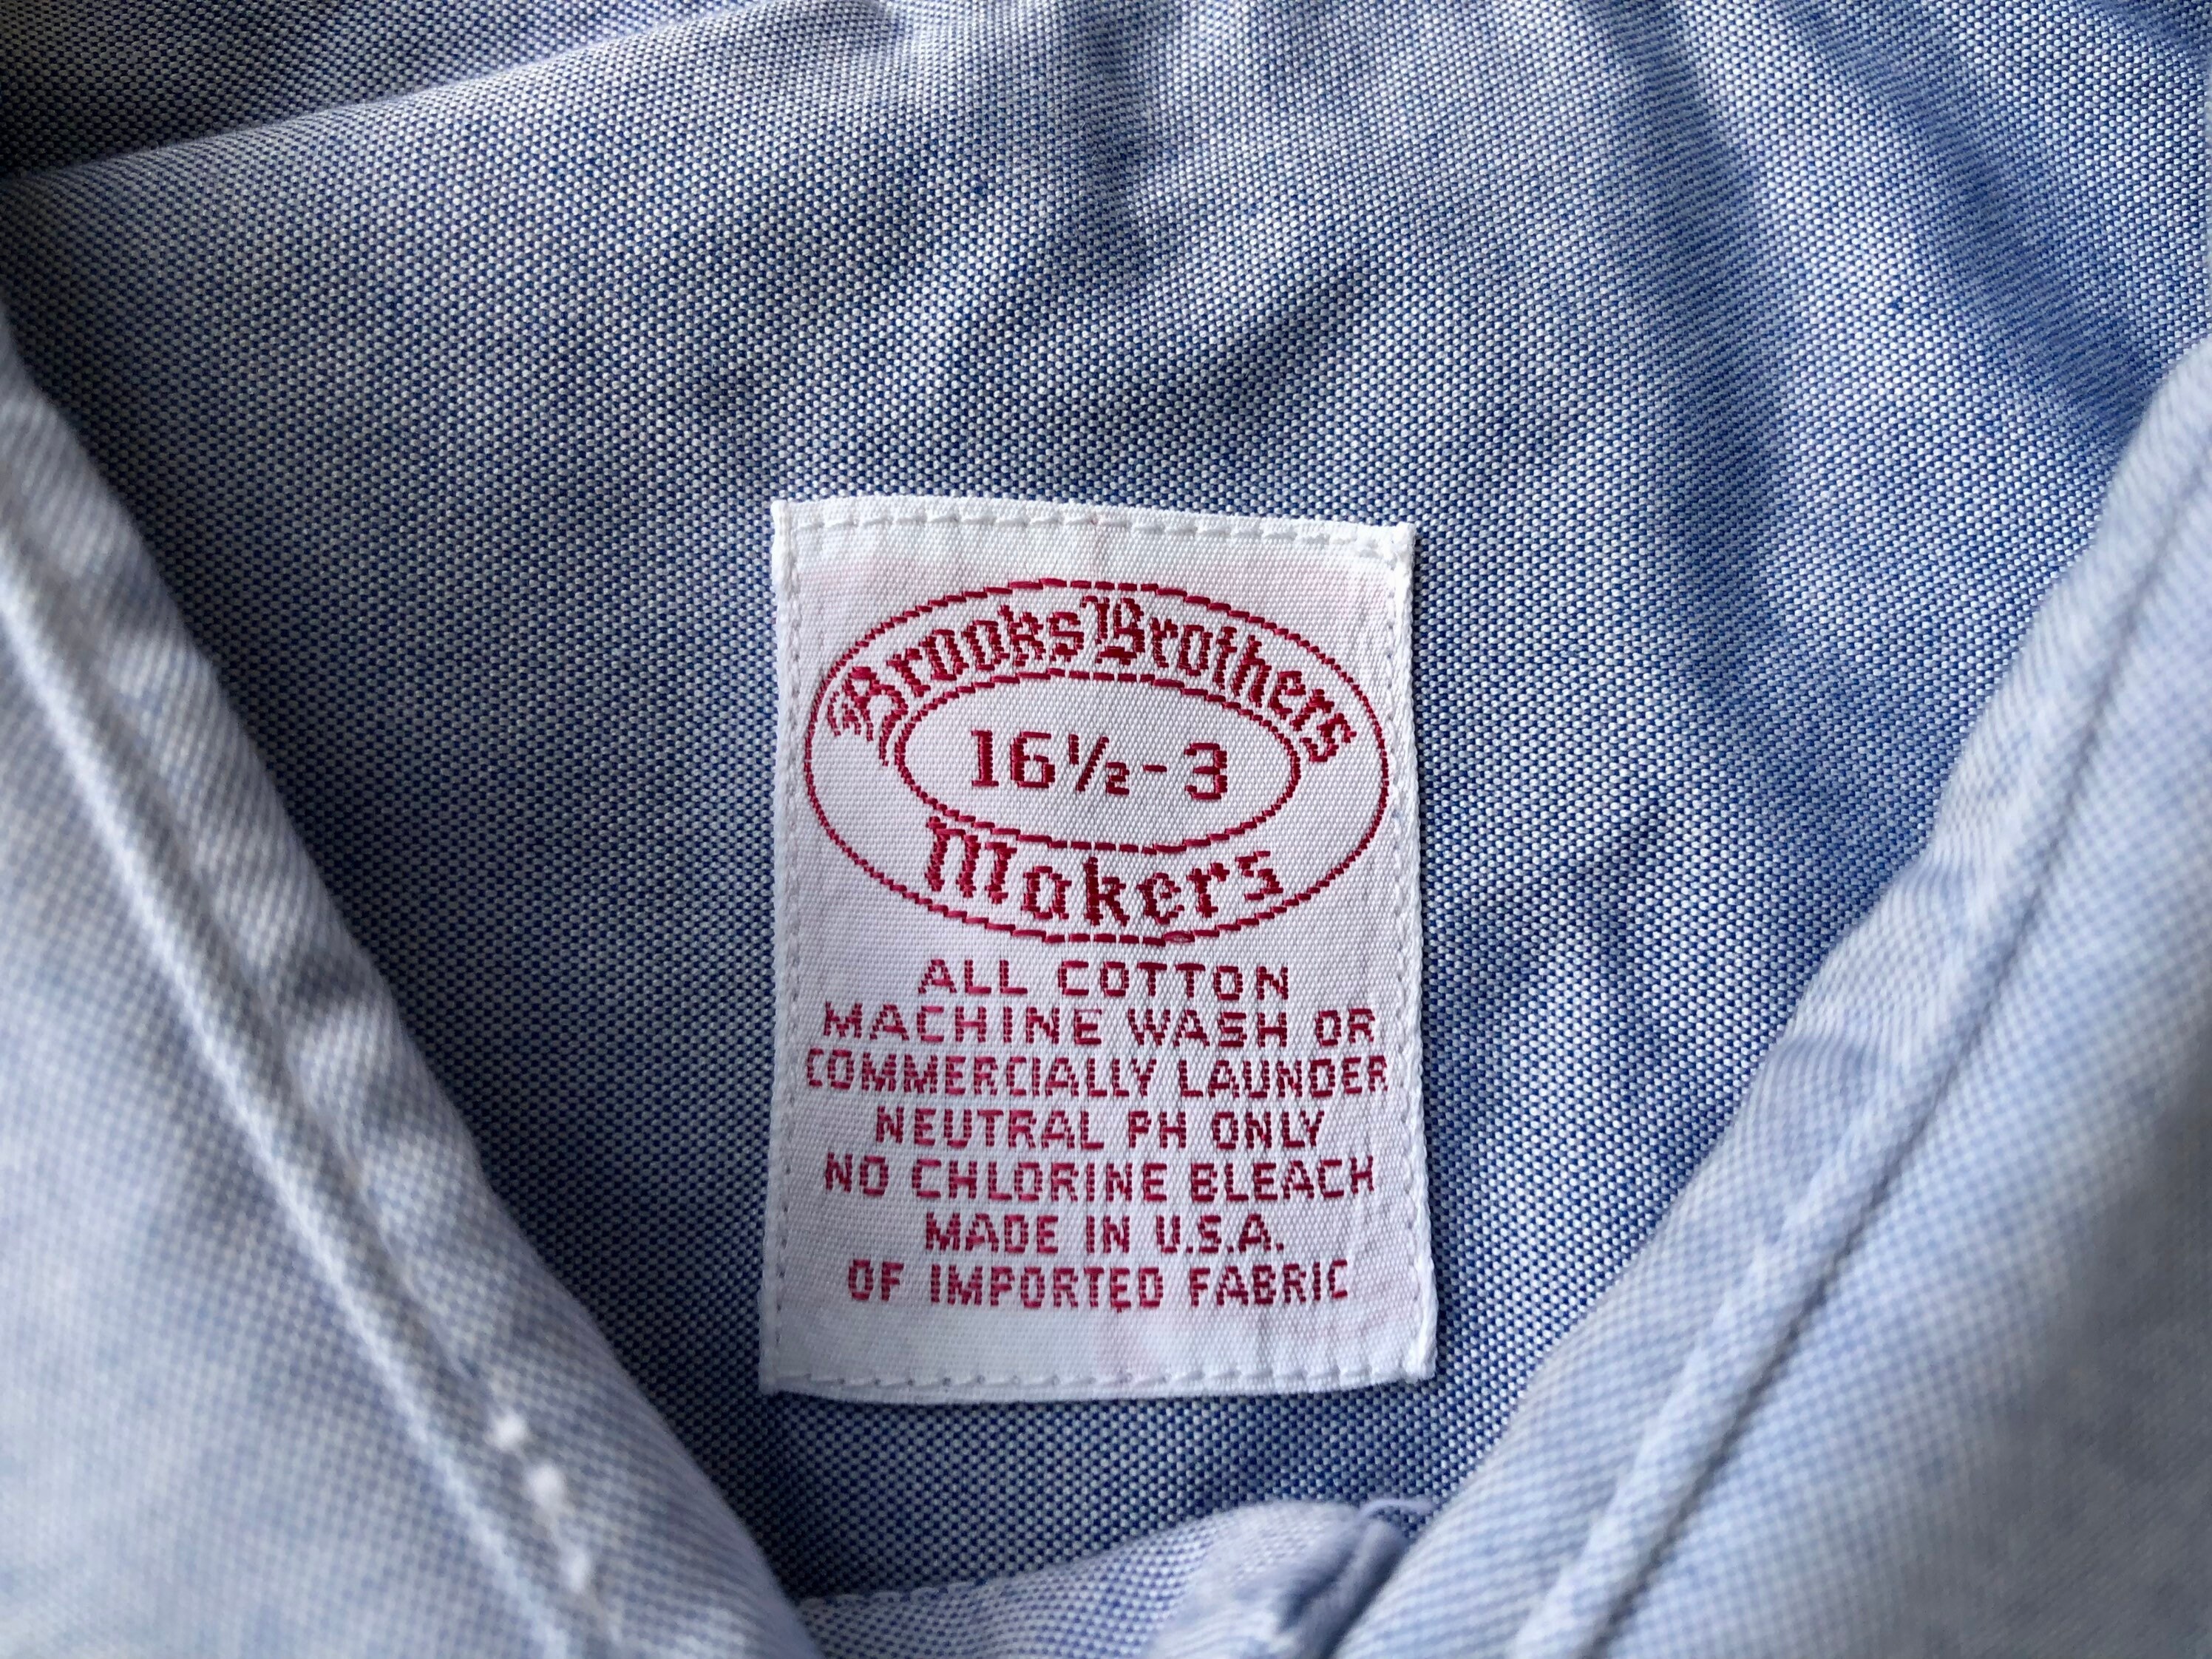 Brooks Brothers
16½-3
Makers
ALL COTTON
MACHINE WASH OR
COMMERCIALLY LAUNDER
NEUTRAL PH ONLY
NO CHLORINE BLEACH
MADE IN U.S.A.
OF IMPORTED FABRIC